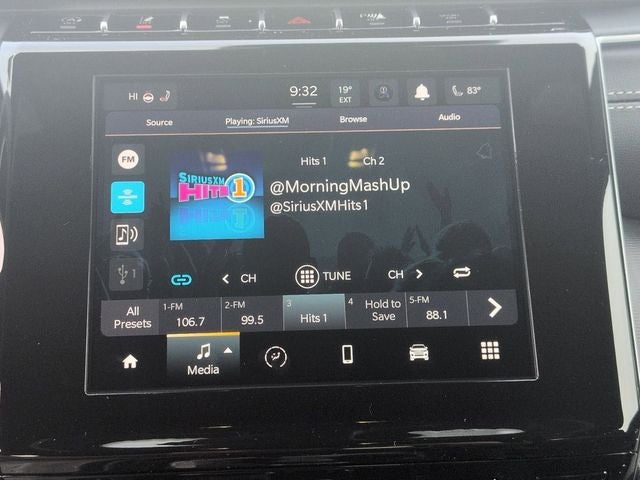 HI 9:32 19° EXT 83°
Source Playing: SiriusXM Browse Audio
FM
SIRIUSXM HITS 1
Hits 1 Ch 2
@MorningMashUp
@SiriusXMHits1
1
CH TUNE CH
All Presets
1-FM 106.7
2-FM 99.5
3 Hits 1
4 Hold to Save
5-FM 88.1
Media